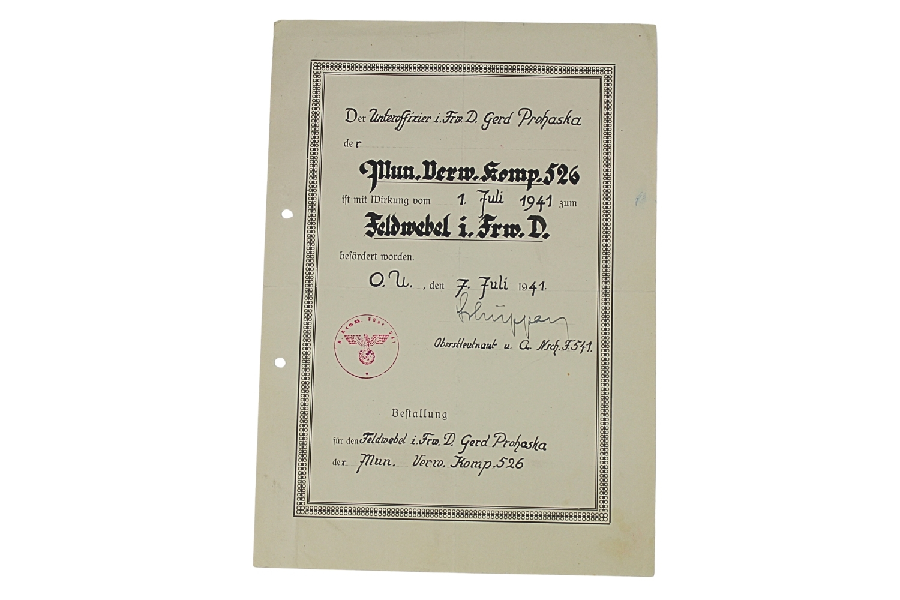 Der Unteroffizier i. Frw. D. Gerd Prohaska
der
Mun. Verw. Komp. 526
ist mit Wirkung vom 1. Juli 1941 zum
Feldwebel i. Frw. D.
befördert worden.
O.U., den 7. Juli 1941.
Oberstleutnant u. A. Nsch. F. 541.
Bestallung
für den Feldwebel i. Frw. D. Gerd Prohaska
der Mun. Verw. Komp. 526